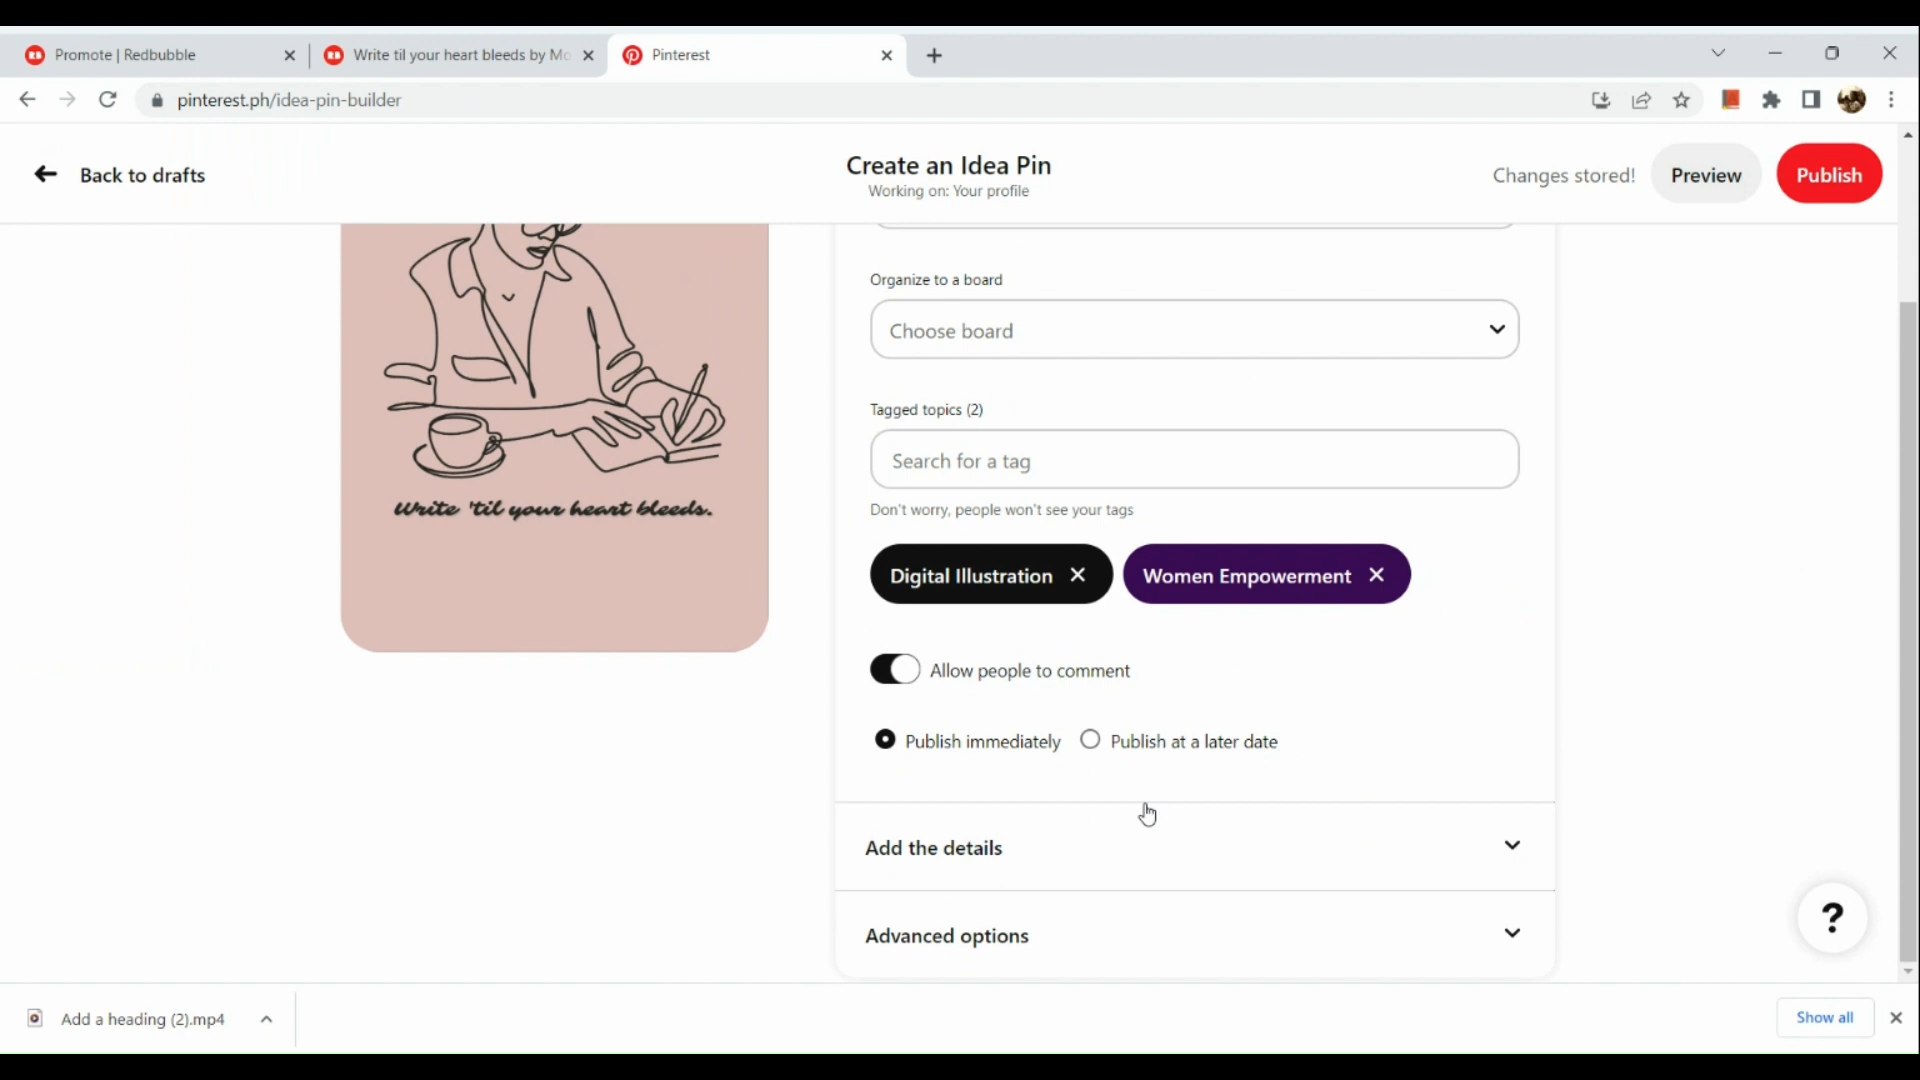 Promote | Redbubble
Write til your heart bleeds by Mo
Pinterest
pinterest.ph/idea-pin-builder
Back to drafts
Create an Idea Pin
Working on: Your profile
Changes stored!
Preview
Publish
Organize to a board
Choose board
Tagged topics (2)
Search for a tag
Don't worry, people won't see your tags
Digital Illustration
Women Empowerment
Write 'til your heart bleeds.
Allow people to comment
Publish immediately
Publish at a later date
Add the details
Advanced options
?
Add a heading (2).mp4
Show all